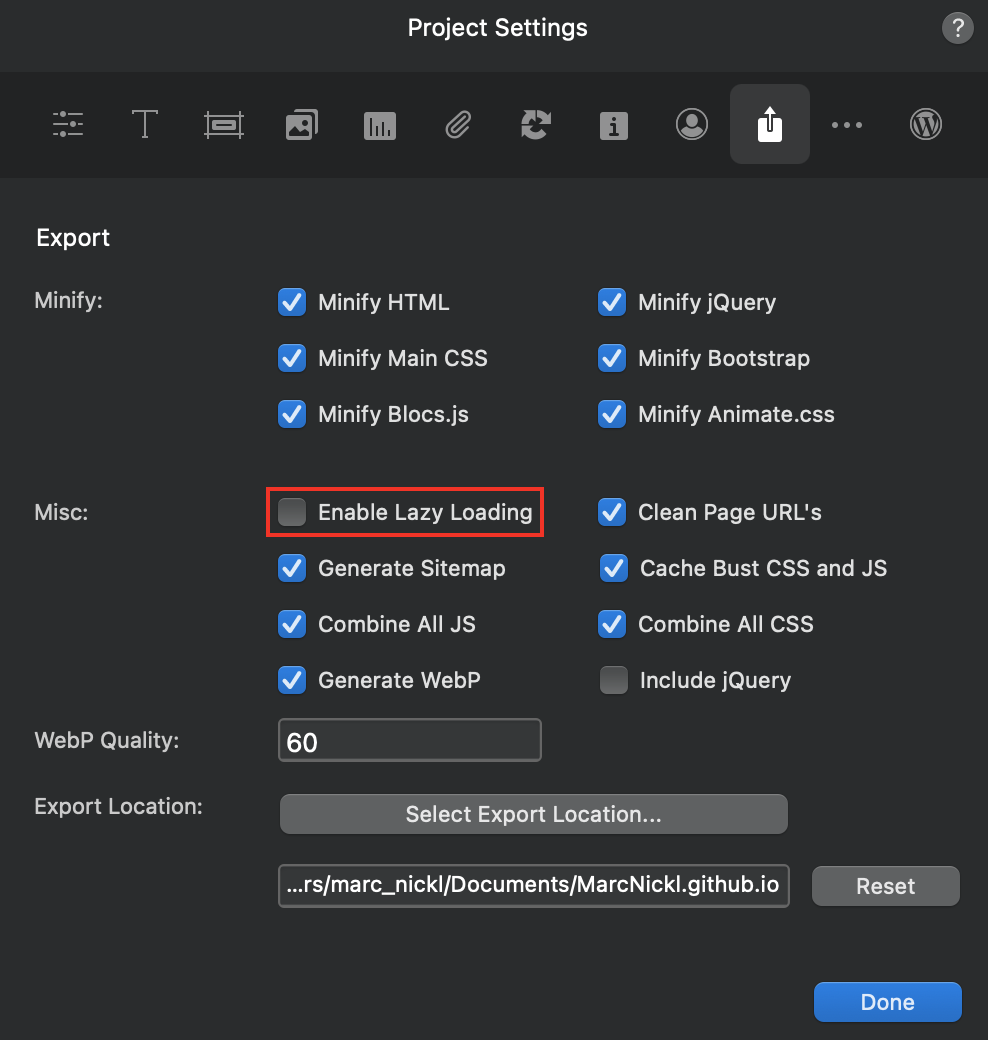 Project Settings
?
Export
Minify:
Minify HTML
Minify jQuery
Minify Main CSS
Minify Bootstrap
Minify Blocs.js
Minify Animate.css
Misc:
Enable Lazy Loading
Clean Page URL's
Generate Sitemap
Cache Bust CSS and JS
Combine All JS
Combine All CSS
Generate WebP
Include jQuery
WebP Quality:
60
Export Location:
Select Export Location...
...rs/marc_nickl/Documents/MarcNickl.github.io
Reset
Done